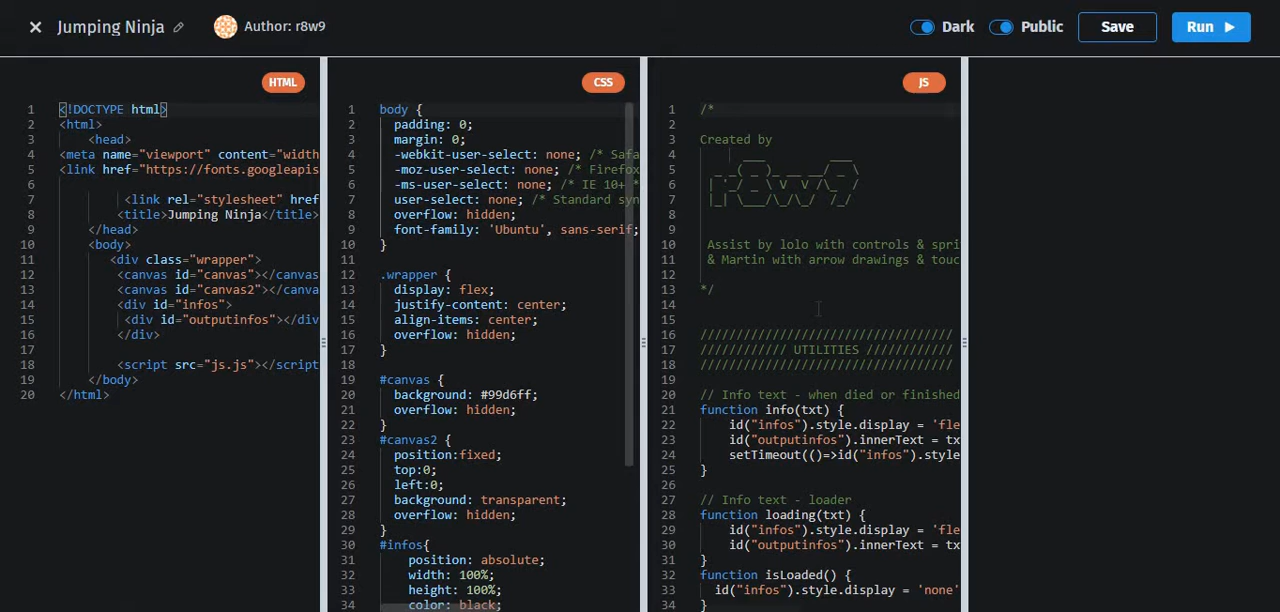 Jumping Ninja
Author: r8w9
Dark
Public
Save
Run
HTML
1 <!DOCTYPE html>
2 <html>
3 <head>
4 <meta name="viewport" content="width
5 <link href="https://fonts.googleapis
6
7 <link rel="stylesheet" href
8 <title>Jumping Ninja</title>
9 </head>
10 <body>
11 <div class="wrapper">
12 <canvas id="canvas"></canvas
13 <canvas id="canvas2"></canva
14 <div id="infos">
15 <div id="outputinfos"></div
16 </div>
17
18 <script src="js.js"></script
19 </body>
20 </html>
CSS
1 body {
2 padding: 0;
3 margin: 0;
4 -webkit-user-select: none; /* Safa
5 -moz-user-select: none; /* Firefox
6 -ms-user-select: none; /* IE 10+ *
7 user-select: none; /* Standard syn
8 overflow: hidden;
9 font-family: 'Ubuntu', sans-serif;
10 }
11
12 .wrapper {
13 display: flex;
14 justify-content: center;
15 align-items: center;
16 overflow: hidden;
17 }
18
19 #canvas {
20 background: #99d6ff;
21 overflow: hidden;
22 }
23 #canvas2 {
24 position:fixed;
25 top:0;
26 left:0;
27 background: transparent;
28 overflow: hidden;
29 }
30 #infos{
31 position: absolute;
32 width: 100%;
33 height: 100%;
34 color: black;
JS
1 /*
2
3 Created by
4 ___ ___
5 _ _( _ )_ __ __/ _ \
6 | '_/ _ \ V V /\_ /
7 |_| \___/\_/\_/ /_/
8
9
10 Assist by lolo with controls & spri
11 & Martin with arrow drawings & touc
12
13 */
14
15
16 ///////////////////////////////////
17 //////////// UTILITIES ////////////
18 ///////////////////////////////////
19
20 // Info text - when died or finished
21 function info(txt) {
22 id("infos").style.display = 'fle
23 id("outputinfos").innerText = tx
24 setTimeout(()=>id("infos").style
25 }
26
27 // Info text - loader
28 function loading(txt) {
29 id("infos").style.display = 'fle
30 id("outputinfos").innerText = tx
31 }
32 function isLoaded() {
33 id("infos").style.display = 'none'
34 }